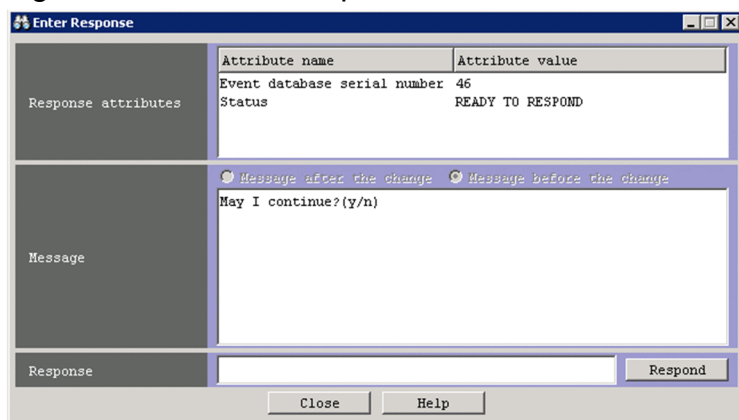 Enter Response
Attribute name Attribute value
Event database serial number 46
Response attributes
Status READY TO RESPOND
Message after the change Message before the change
May I continue?(y/n)
Message
Response Respond
Close Help